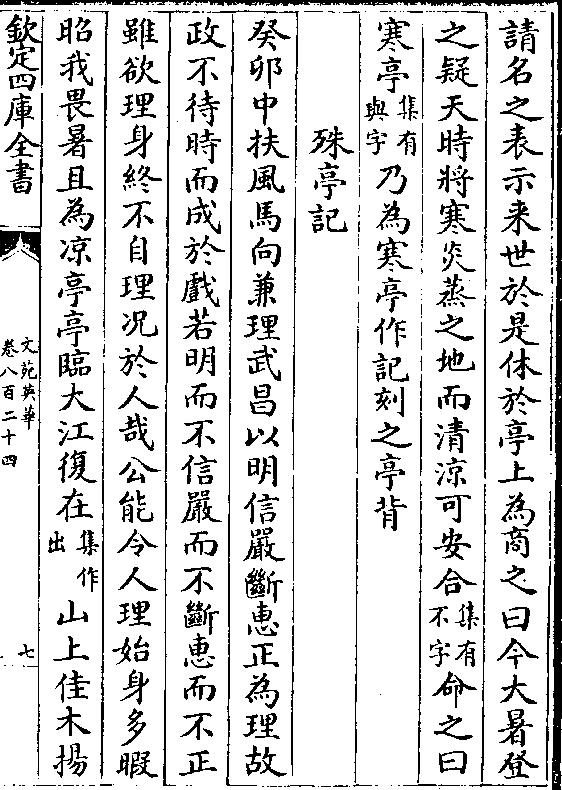 請名之表示来世於是休於亭上為商之曰今大暑登
之疑天時將寒炎蒸之地而清凉可安合集有不字命之曰
寒亭集有與字乃為寒亭作記刻之亭背
殊亭記
癸卯中扶風馬向兼理武昌以明信嚴斷惠正為理故
政不待時而成於戲若明而不信嚴而不斷惠而不正
雖欲理身終不自理况於人哉公能令人理始身多暇
招我畏暑且為凉亭亭臨大江復在集作出山上佳木揚
欽定四庫全書
文苑英華
卷八百二十四
七